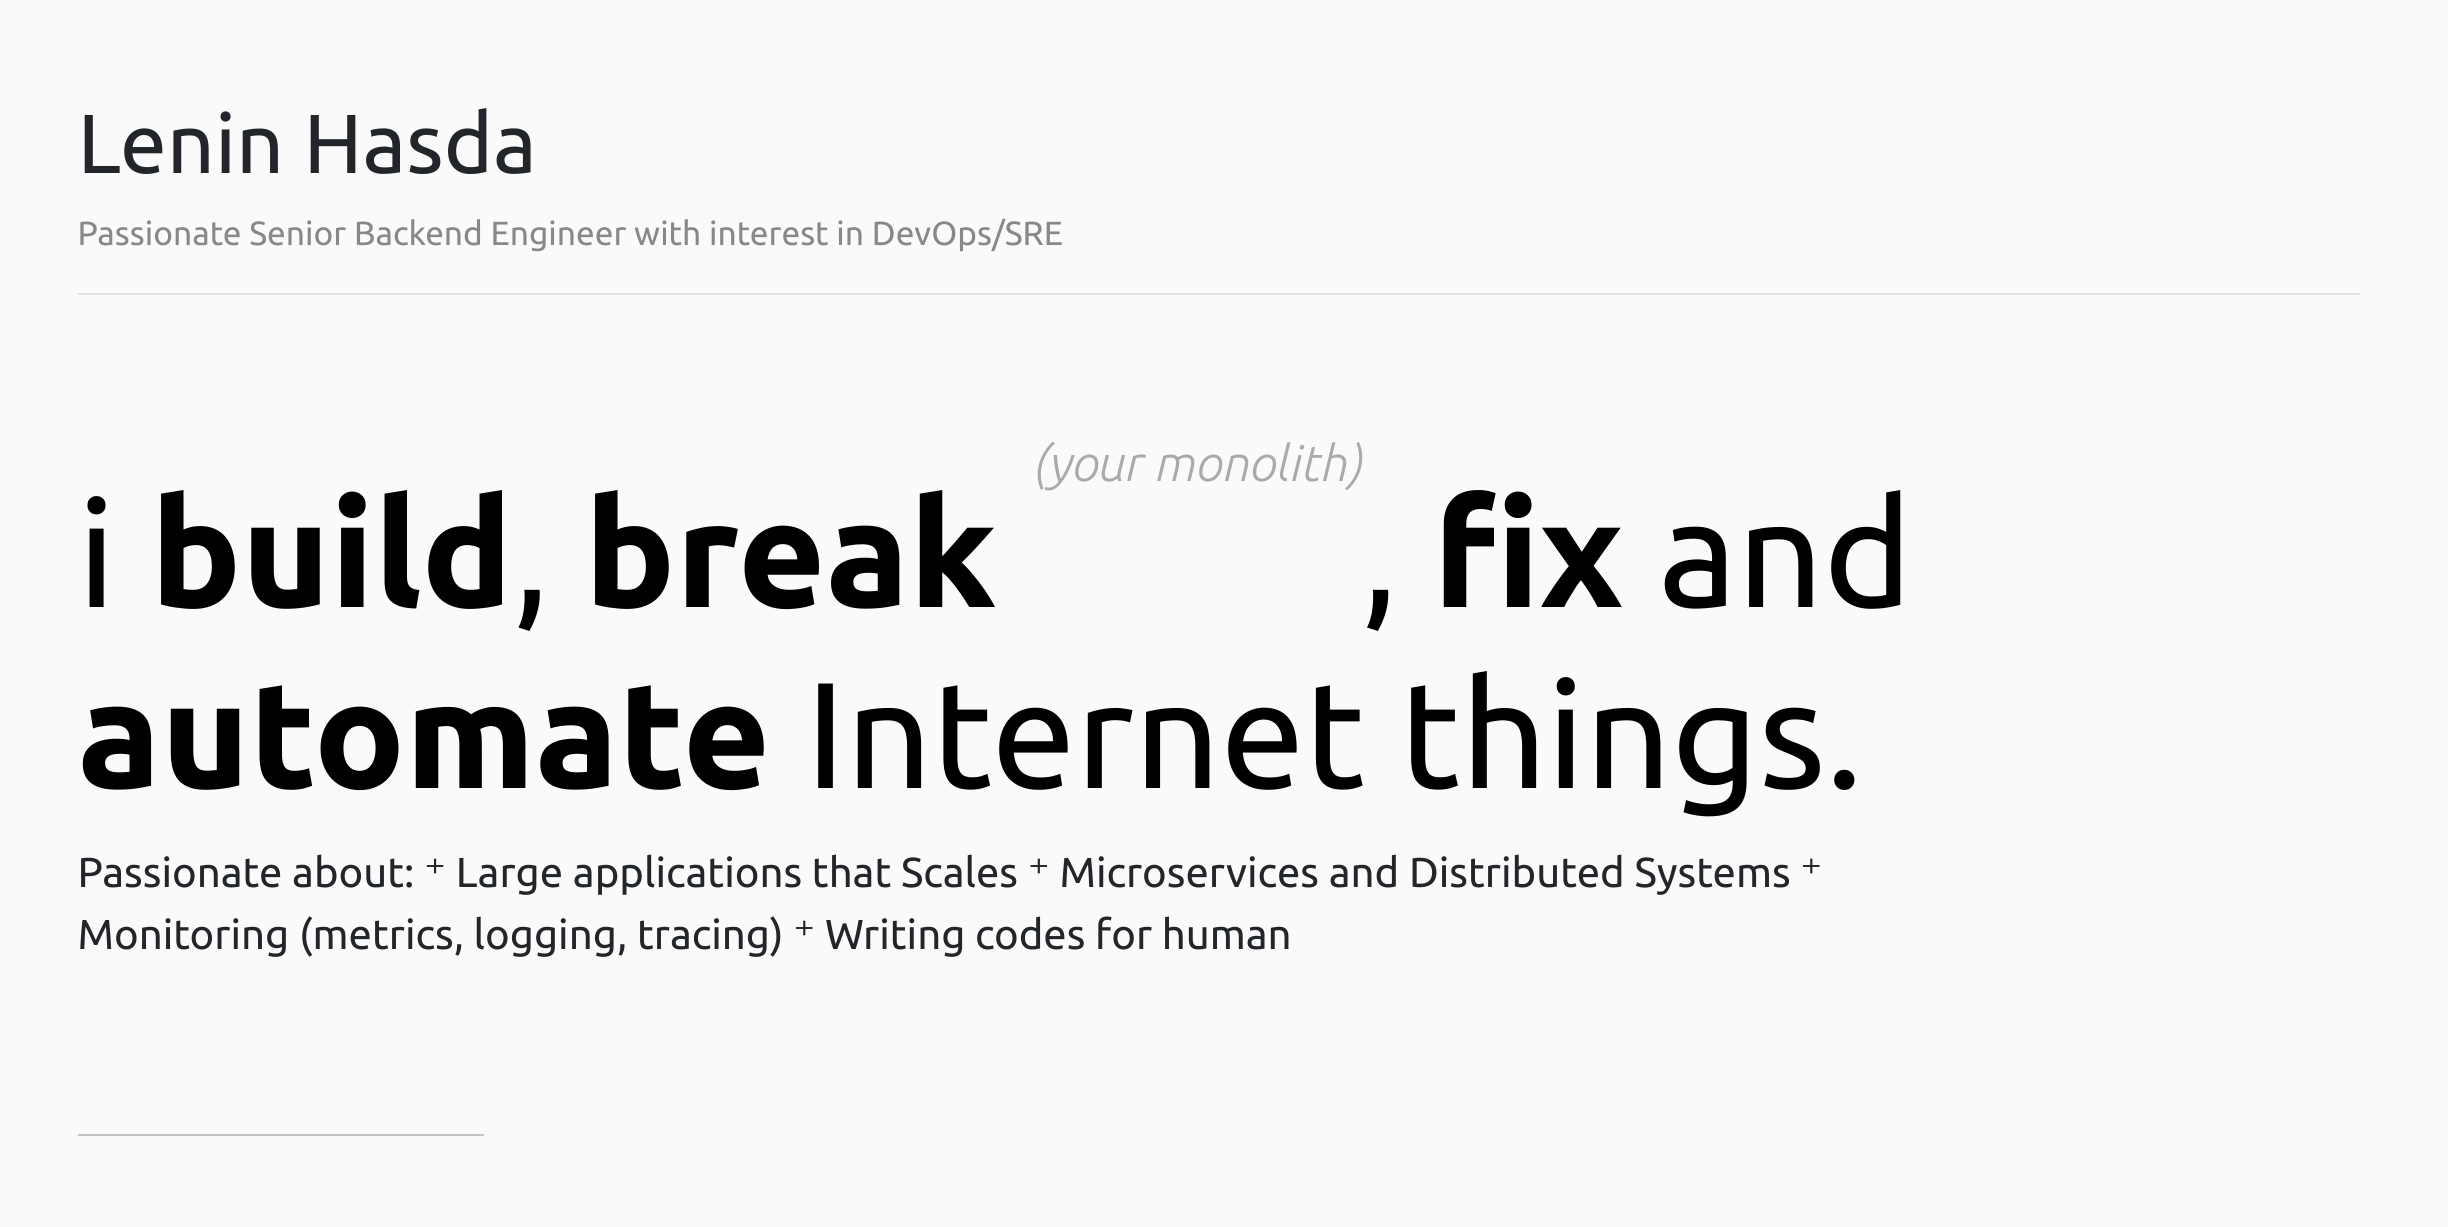 Lenin Hasda
Passionate Senior Backend Engineer with interest in DevOps/SRE
i build, break (your monolith), fix and
automate Internet things.
Passionate about: ⁺ Large applications that Scales ⁺ Microservices and Distributed Systems ⁺
Monitoring (metrics, logging, tracing) ⁺ Writing codes for human